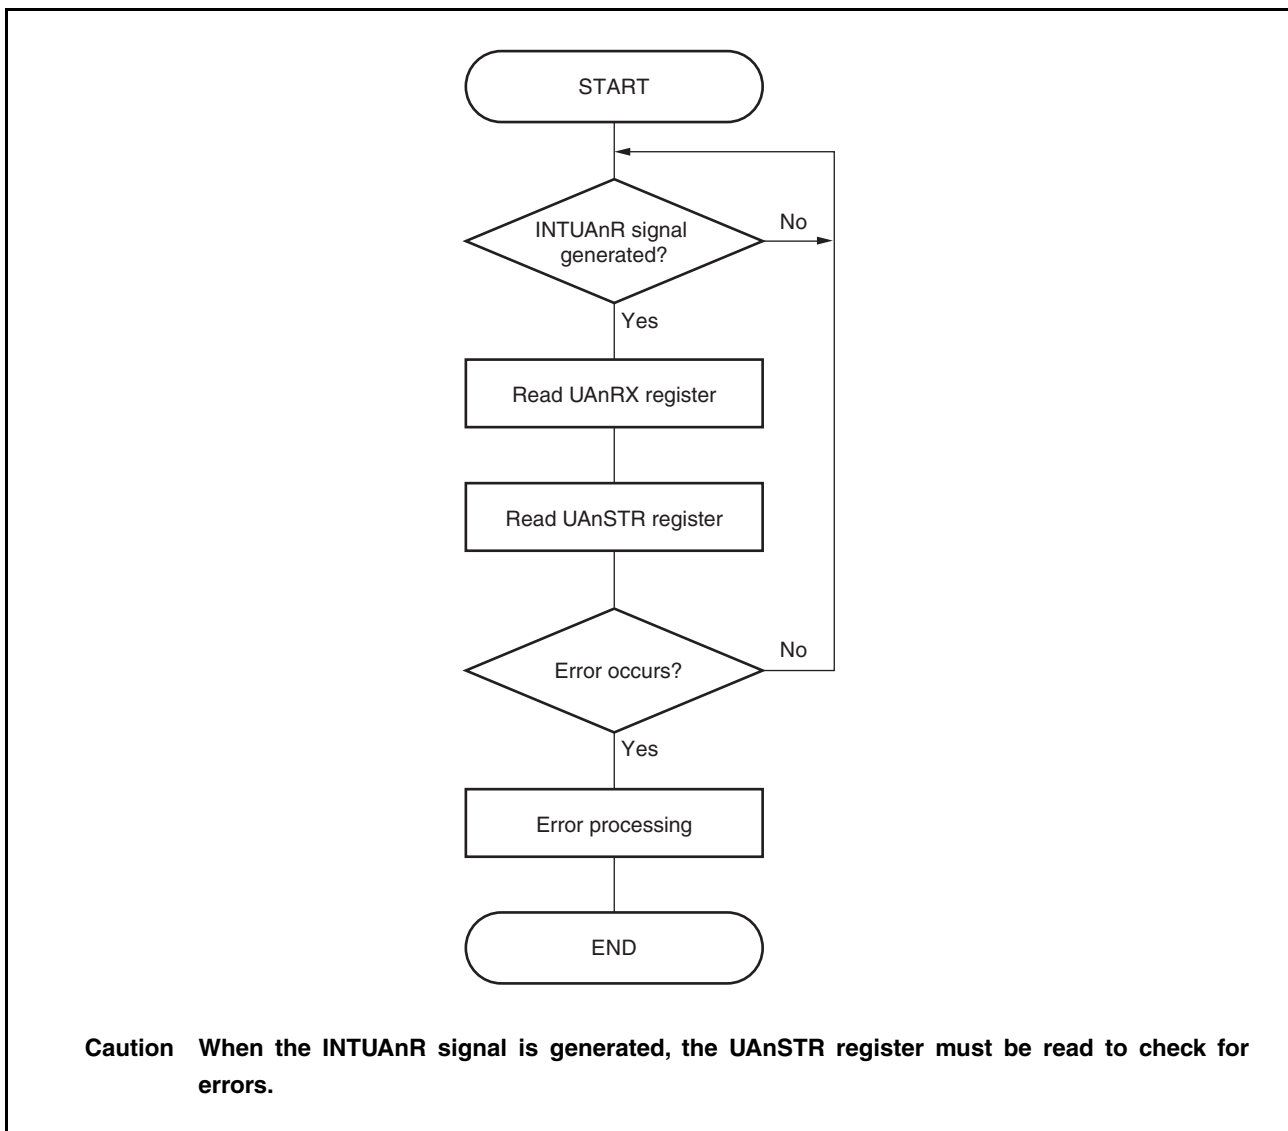 START
INTUAnR signal
generated?
No
Yes
Read UAnRX register
Read UAnSTR register
Error occurs?
No
Yes
Error processing
END
Caution When the INTUAnR signal is generated, the UAnSTR register must be read to check for
errors.